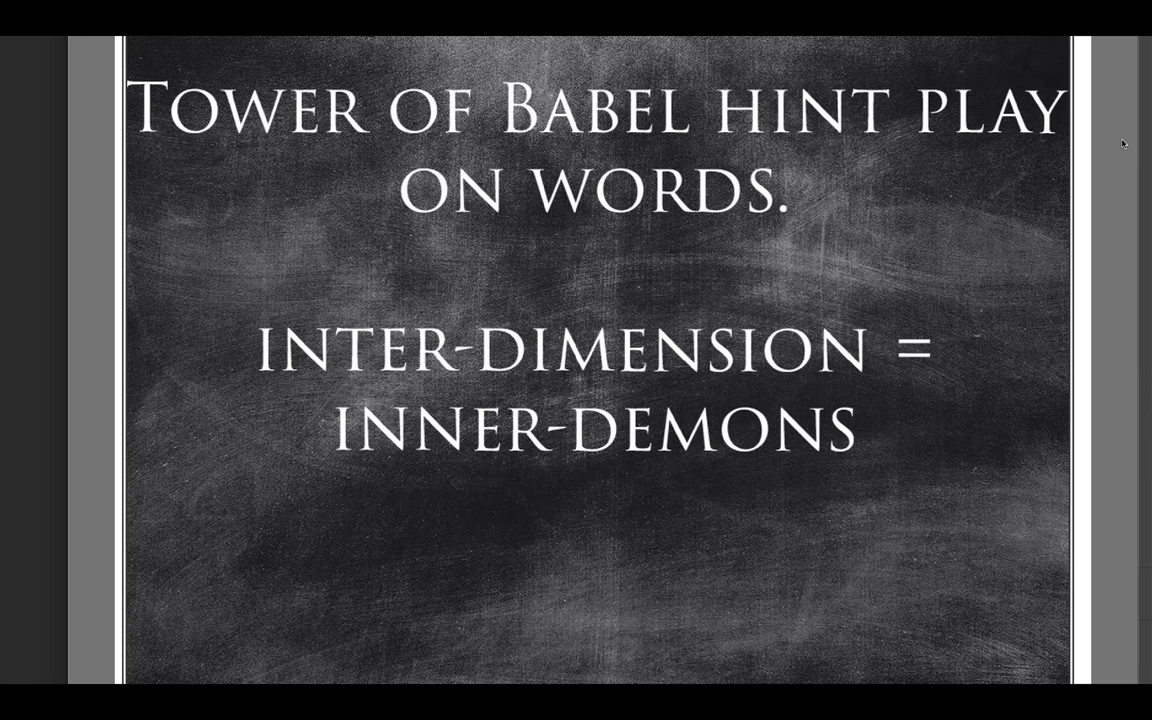 Tower of Babel hint play
on words.
inter-dimension =
inner-demons